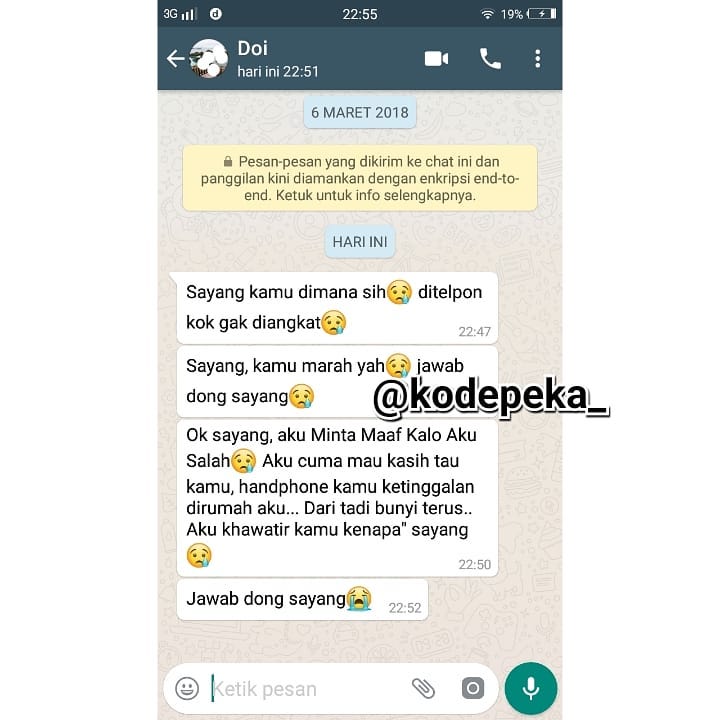 3G 22:55 19%
Doi
hari ini 22:51
6 MARET 2018
Pesan-pesan yang dikirim ke chat ini dan
panggilan kini diamankan dengan enkripsi end-to-
end. Ketuk untuk info selengkapnya.
HARI INI
Sayang kamu dimana sih😢 ditelpon
kok gak diangkat😢
22:47
Sayang, kamu marah yah😢 jawab
dong sayang😢
@kodepeka_
Ok sayang, aku Minta Maaf Kalo Aku
Salah😢 Aku cuma mau kasih tau
kamu, handphone kamu ketinggalan
dirumah aku... Dari tadi bunyi terus..
Aku khawatir kamu kenapa" sayang
😢
22:50
Jawab dong sayang😭
22:52
Ketik pesan